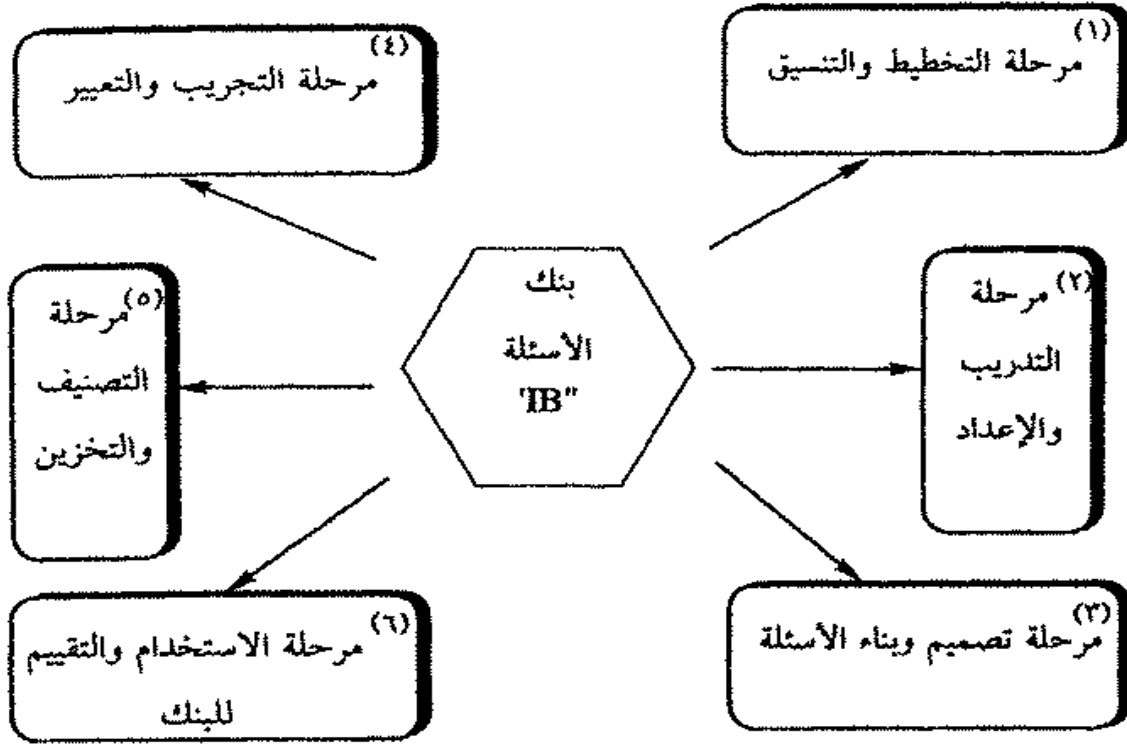 (١) مرحلة التخطيط والتنسيق
(٢) مرحلة
التدريب
والإعداد
(٣) مرحلة تصميم وبناء الأسئلة
(٤) مرحلة التجريب والتعيير
(٥) مرحلة
التصنيف
والتخزين
(٦) مرحلة الاستخدام والتقييم
للبنك
بنك
الأسئلة
"IB"